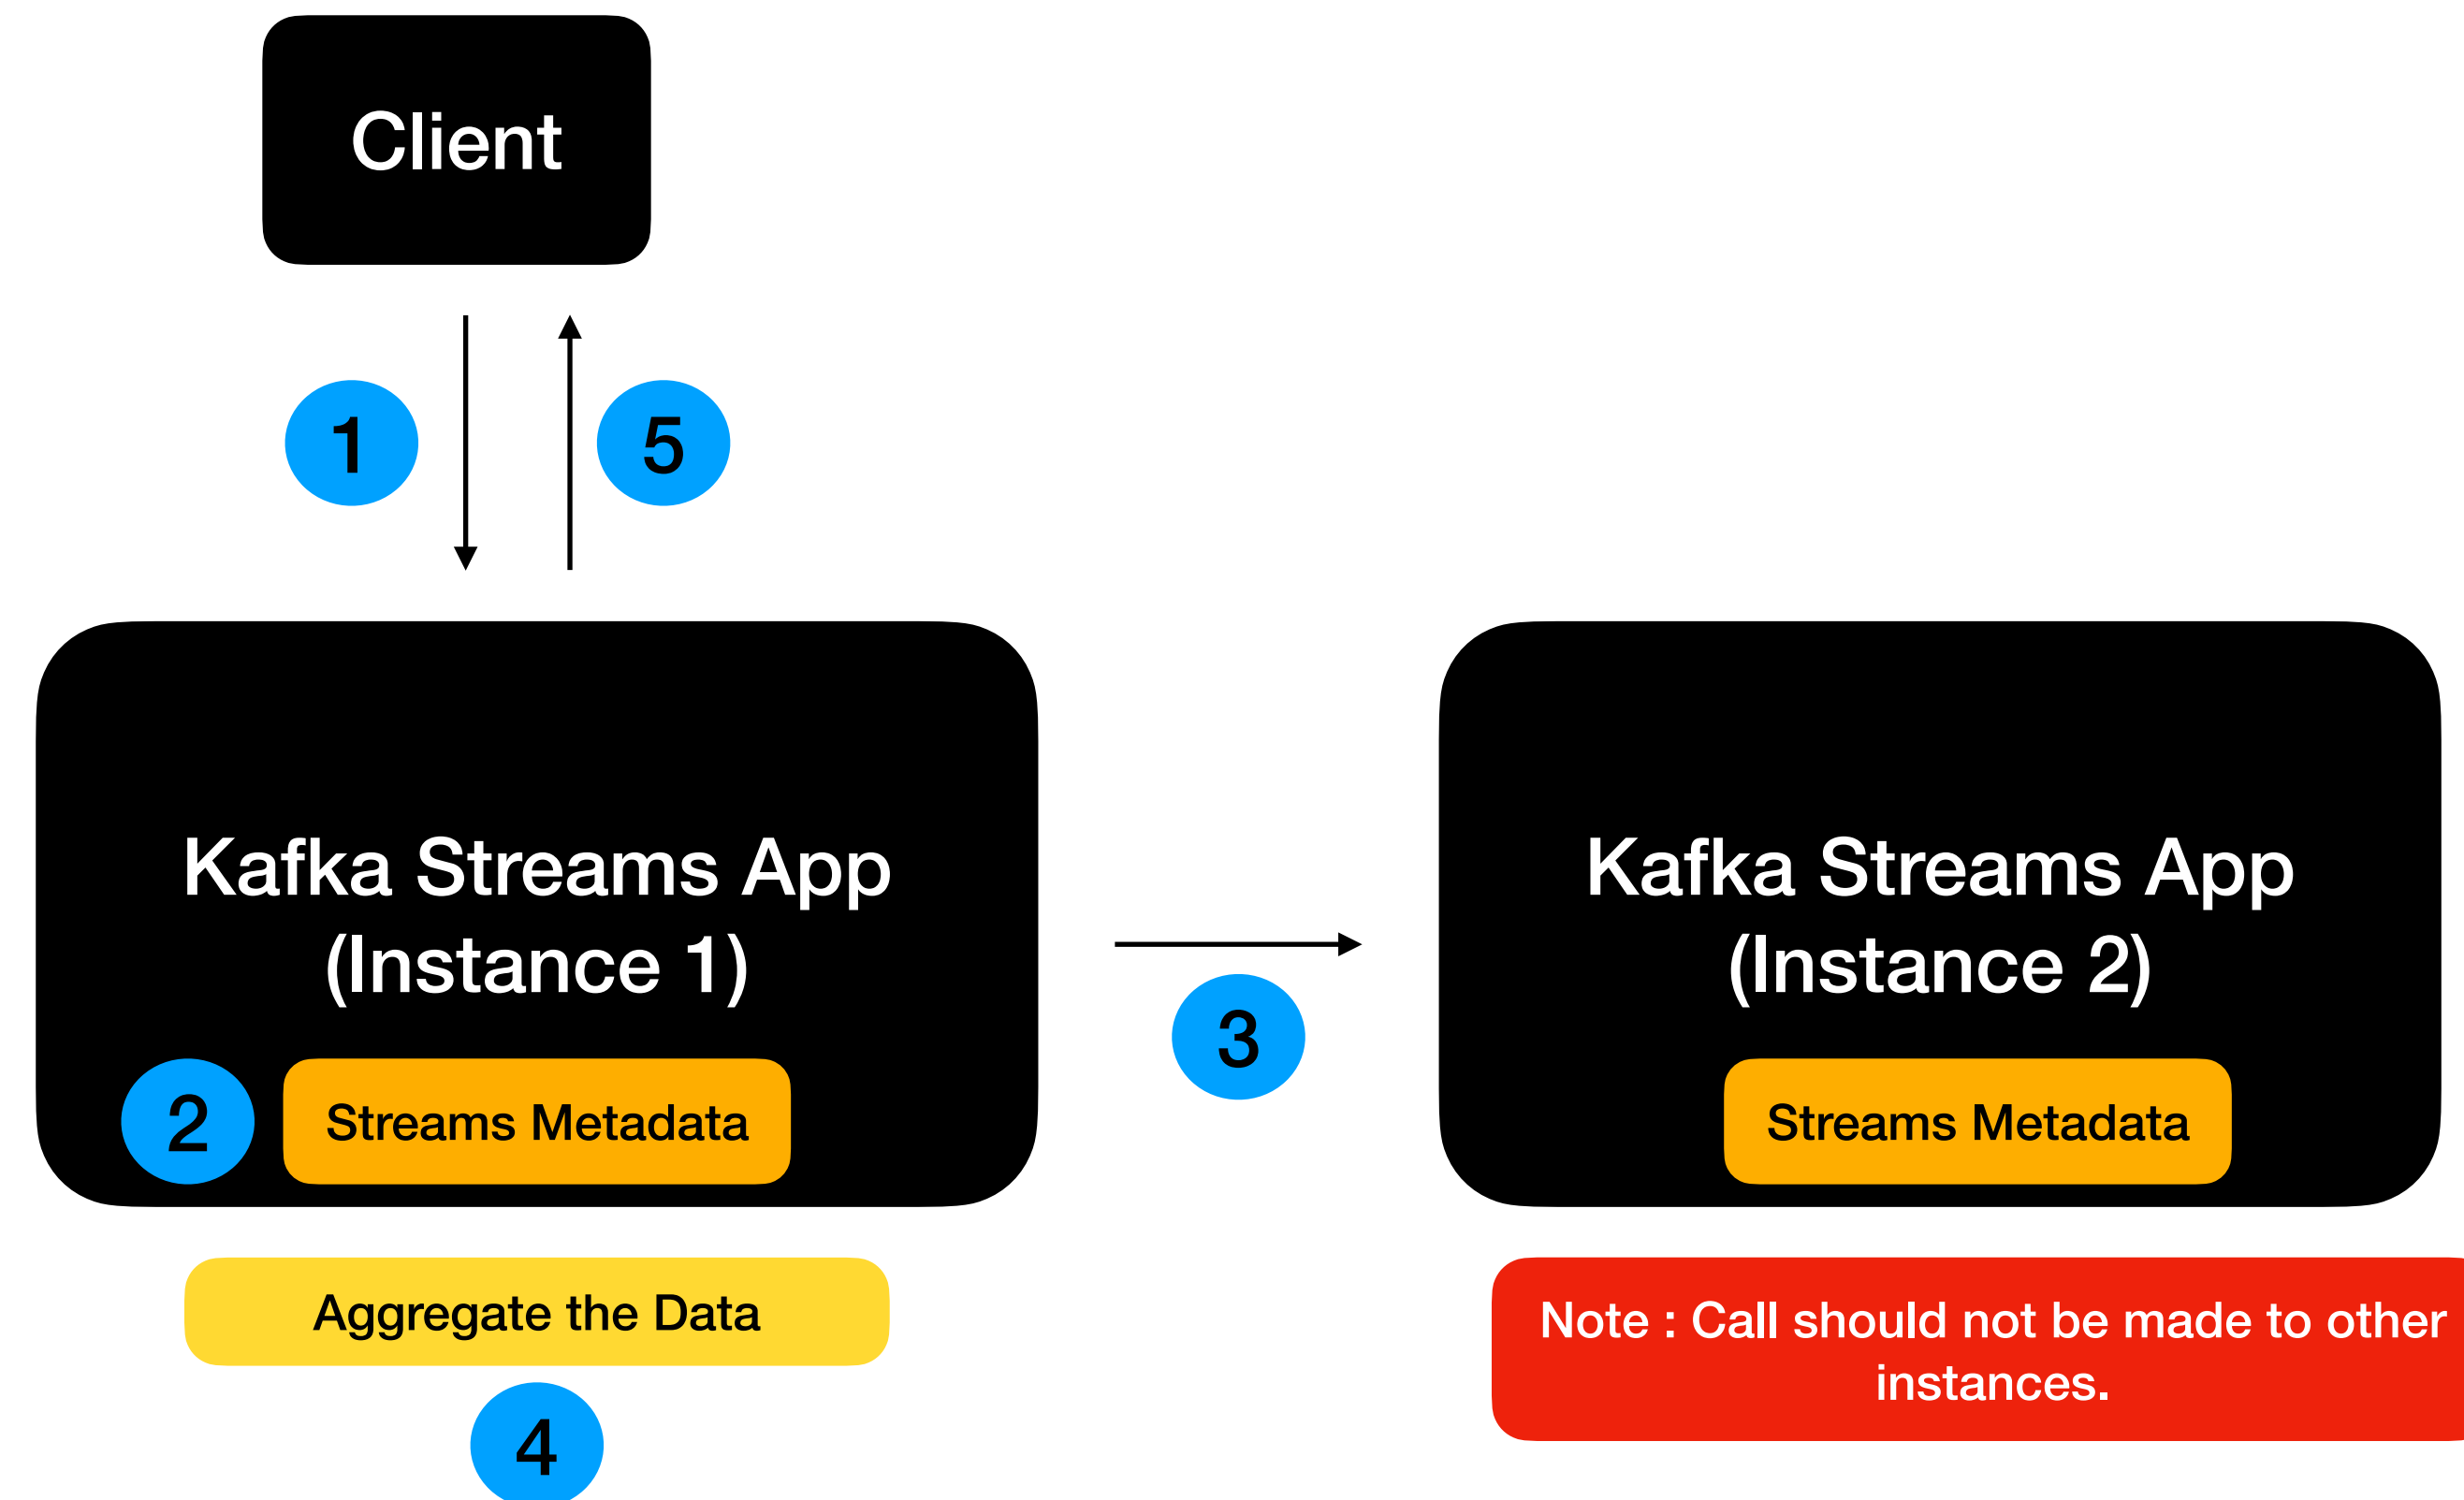 Client
1
5
Kafka Streams App
(Instance 1)
2
Streams Metadata
3
Kafka Streams App
(Instance 2)
Streams Metadata
Aggregate the Data
4
Note : Call should not be made to other
instances.